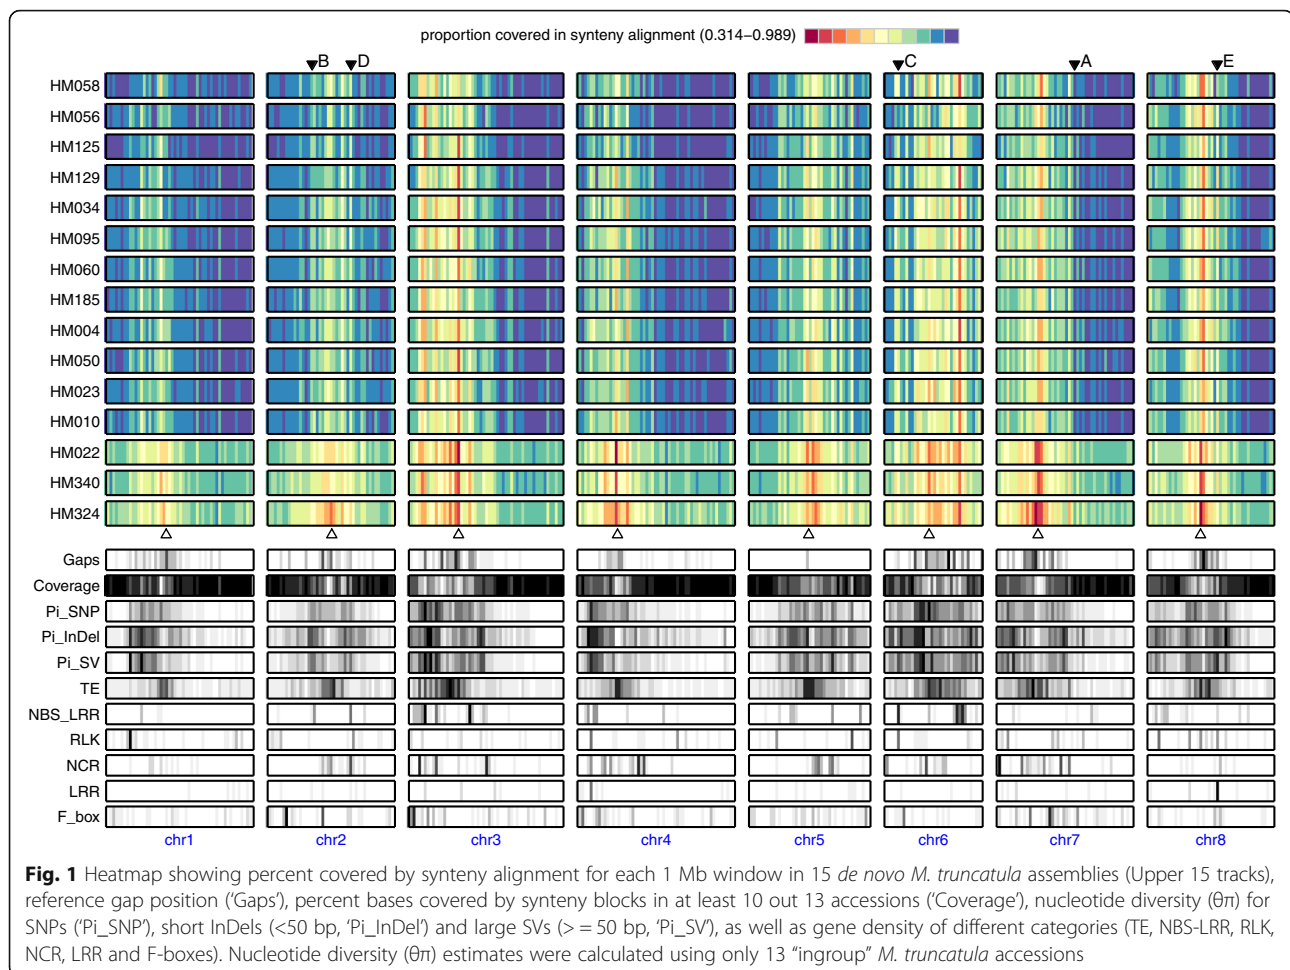 proportion covered in synteny alignment (0.314–0.989)
B D C A E
HM058
HM056
HM125
HM129
HM034
HM095
HM060
HM185
HM004
HM050
HM023
HM010
HM022
HM340
HM324
Gaps
Coverage
Pi_SNP
Pi_InDel
Pi_SV
TE
NBS_LRR
RLK
NCR
LRR
F_box
chr1 chr2 chr3 chr4 chr5 chr6 chr7 chr8
Fig. 1 Heatmap showing percent covered by synteny alignment for each 1 Mb window in 15 de novo M. truncatula assemblies (Upper 15 tracks),
reference gap position (‘Gaps’), percent bases covered by synteny blocks in at least 10 out 13 accessions (‘Coverage’), nucleotide diversity (θπ) for
SNPs (‘Pi_SNP’), short InDels (<50 bp, ‘Pi_InDel’) and large SVs (> = 50 bp, ‘Pi_SV’), as well as gene density of different categories (TE, NBS-LRR, RLK,
NCR, LRR and F-boxes). Nucleotide diversity (θπ) estimates were calculated using only 13 “ingroup” M. truncatula accessions